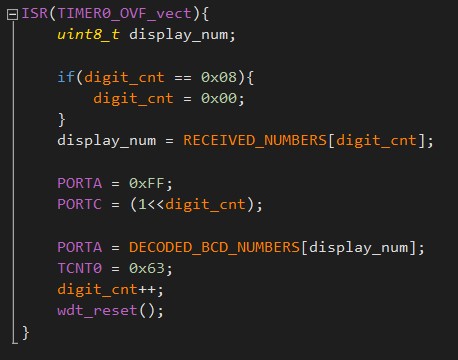 ISR(TIMER0_OVF_vect){
    uint8_t display_num;

    if(digit_cnt == 0x08){
        digit_cnt = 0x00;
    }
    display_num = RECEIVED_NUMBERS[digit_cnt];

    PORTA = 0xFF;
    PORTC = (1<<digit_cnt);

    PORTA = DECODED_BCD_NUMBERS[display_num];
    TCNT0 = 0x63;
    digit_cnt++;
    wdt_reset();
}